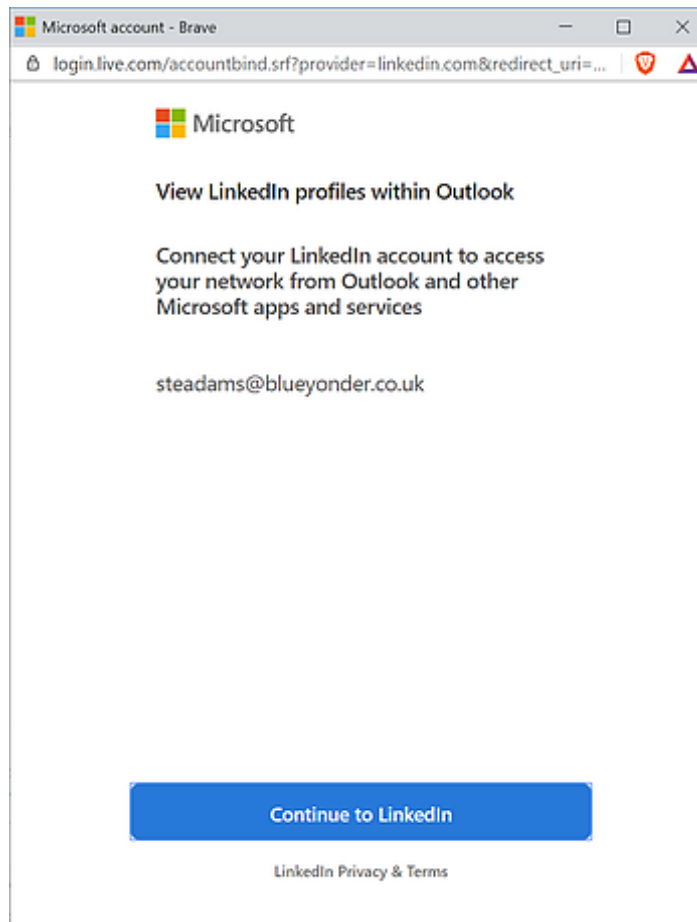 Microsoft account - Brave
login.live.com/accountbind.srf?provider=linkedin.com&redirect_uri=...
Microsoft
View LinkedIn profiles within Outlook
Connect your LinkedIn account to access
your network from Outlook and other
Microsoft apps and services
steadams@blueyonder.co.uk
Continue to LinkedIn
LinkedIn Privacy & Terms